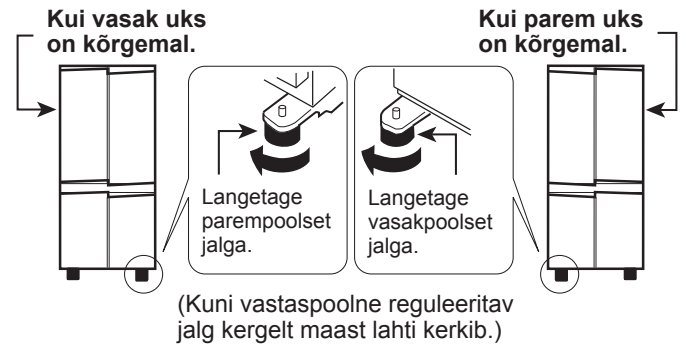 Kui vasak uks
on kõrgemal.
Kui parem uks
on kõrgemal.
Langetage
parempoolset
jalga.
Langetage
vasakpoolset
jalga.
(Kuni vastaspoolne reguleeritav
jalg kergelt maast lahti kerkib.)